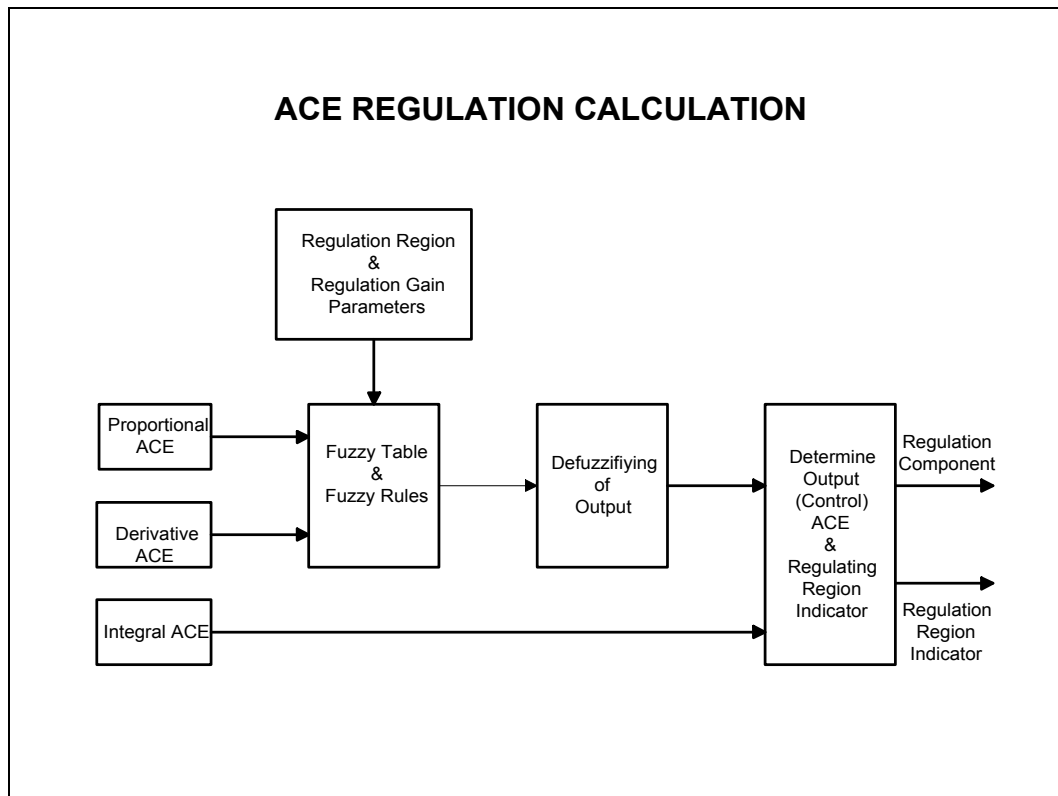 ACE REGULATION CALCULATION
Regulation Region
&
Regulation Gain
Parameters
Proportional
ACE
Derivative
ACE
Integral ACE
Fuzzy Table
&
Fuzzy Rules
Defuzzifiying
of
Output
Determine
Output
(Control)
ACE
&
Regulating
Region
Indicator
Regulation
Component
Regulation
Region
Indicator